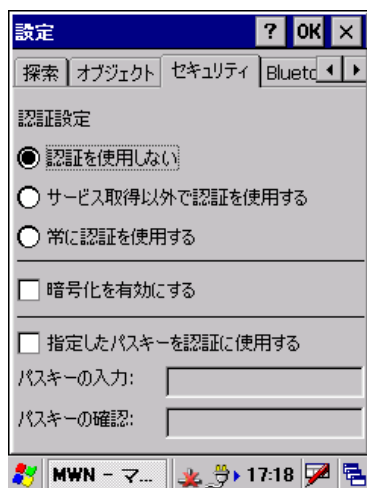 設定 ? OK ×
探索 オブジェクト セキュリティ Bluetc
認証設定
認証を使用しない
サービス取得以外で認証を使用する
常に認証を使用する
暗号化を有効にする
指定したパスキーを認証に使用する
パスキーの入力:
パスキーの確認:
MWN - マ... 17:18